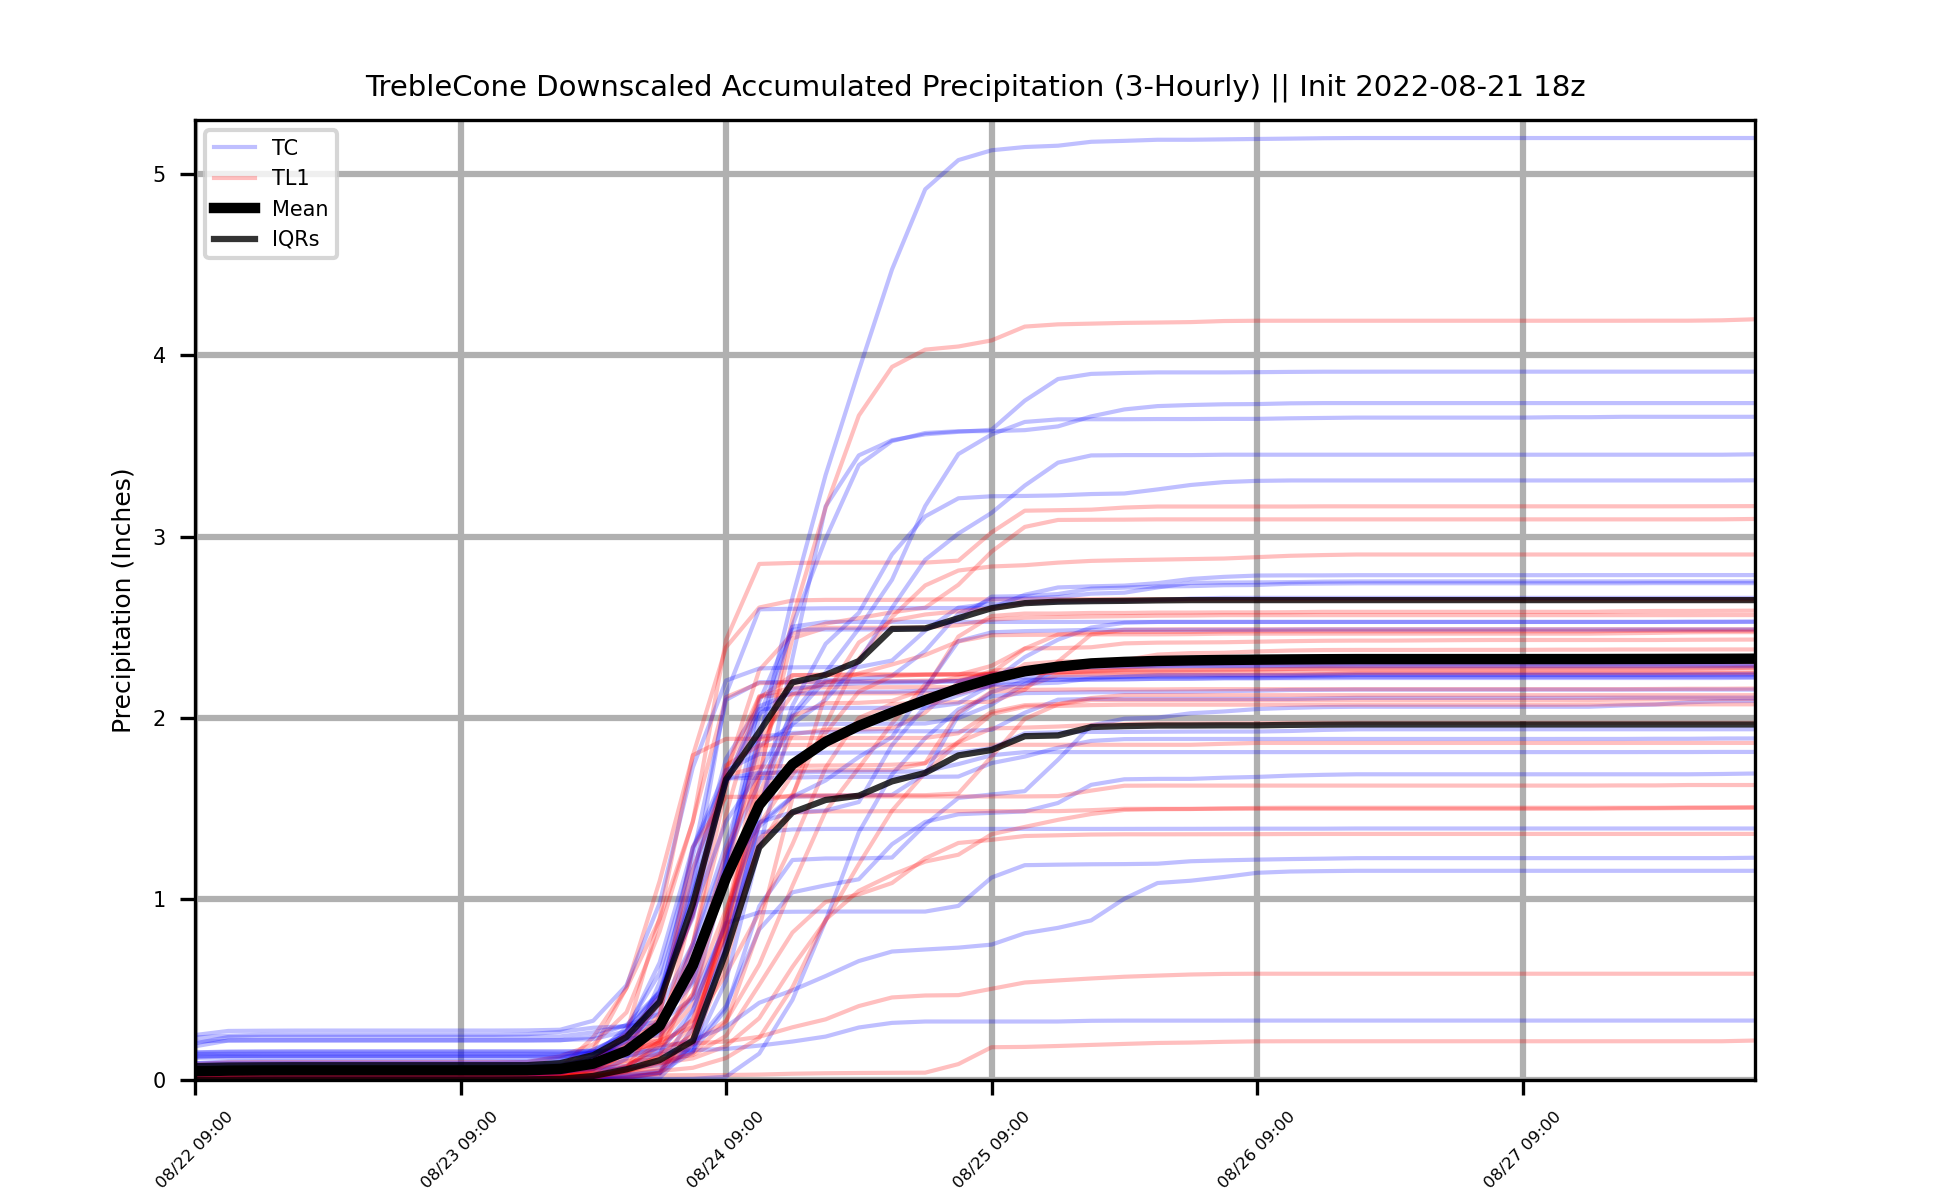 TrebleCone Downscaled Accumulated Precipitation (3-Hourly) || Init 2022-08-21 18z
TC
TL1
Mean
IQRs
Precipitation (Inches)
5
4
3
2
1
0
08/22 09:00
08/23 09:00
08/24 09:00
08/25 09:00
08/26 09:00
08/27 09:00